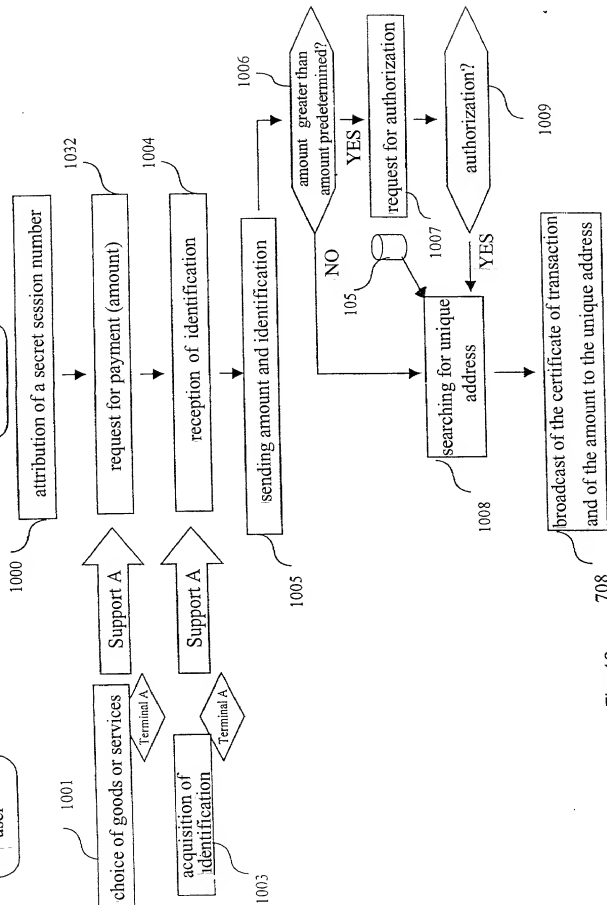 user
1000
attribution of a secret session number
1032
request for payment (amount)
1004
reception of identification
1001
choice of goods or services
Terminal A
Support A
acquisition of
identification
1003
Terminal A
Support A
sending amount and identification
1005
1006
amount greater than
amount predetermined?
NO
YES
request for authorization
1007
105
authorization?
1009
YES
searching for unique
address
1008
broadcast of the certificate of transaction
and of the amount to the unique address
708